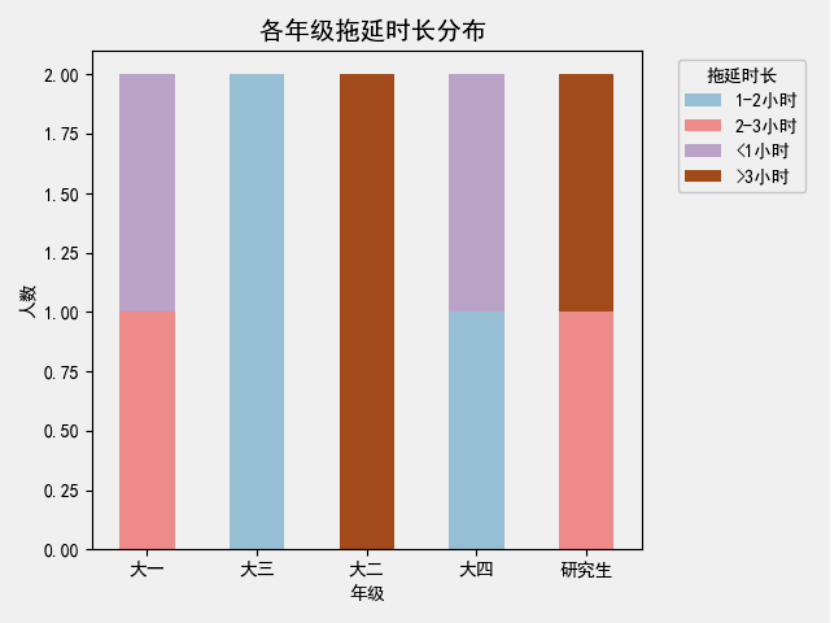 各年级拖延时长分布
拖延时长
1-2小时
2-3小时
<1小时
>3小时
人数
2.00
1.75
1.50
1.25
1.00
0.75
0.50
0.25
0.00
大一 大三 大二 大四 研究生
年级